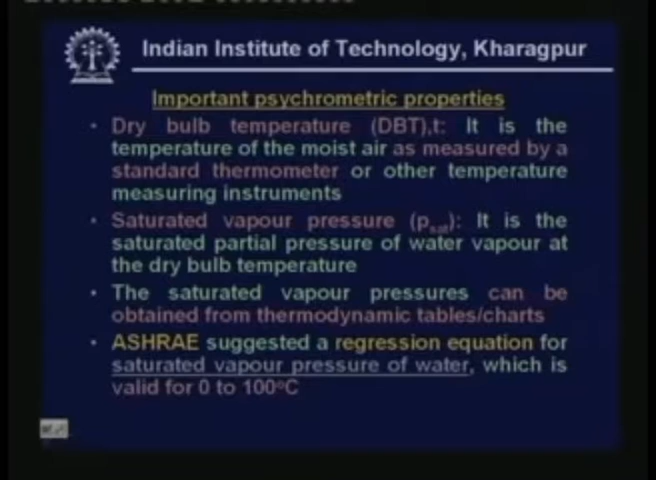 Indian Institute of Technology, Kharagpur
Important psychrometric properties
• Dry bulb temperature (DBT),t: It is the
temperature of the moist air as measured by a
standard thermometer or other temperature
measuring instruments
• Saturated vapour pressure (psat): It is the
saturated partial pressure of water vapour at
the dry bulb temperature
• The saturated vapour pressures can be
obtained from thermodynamic tables/charts
• ASHRAE suggested a regression equation for
saturated vapour pressure of water, which is
valid for 0 to 100°C